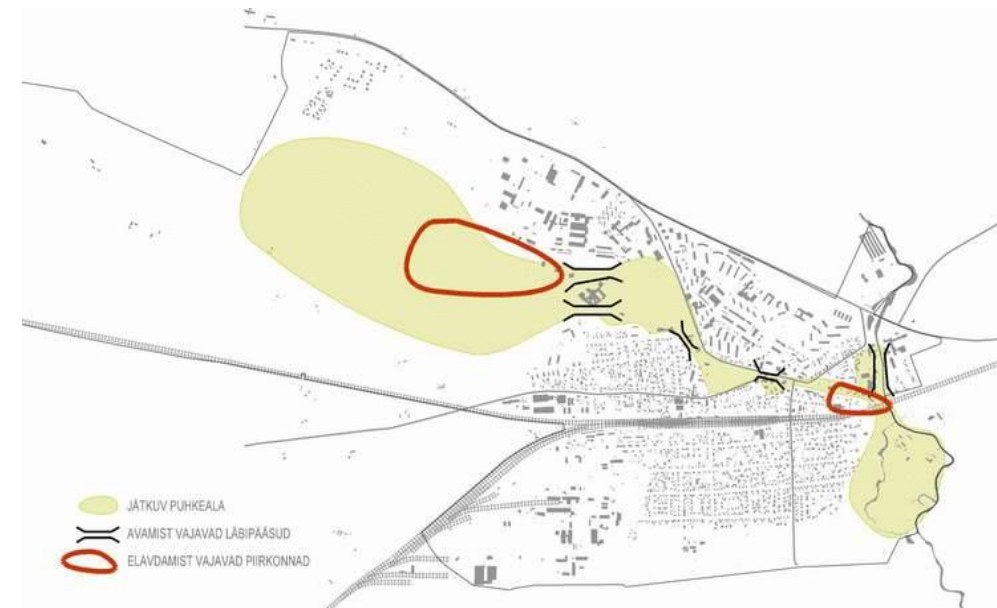 JÄTKUV PUHKEALA
AVAMIST VAJAVAD LÄBIPÄÄSUD
ELAVDAMIST VAJAVAD PIIRKONNAD